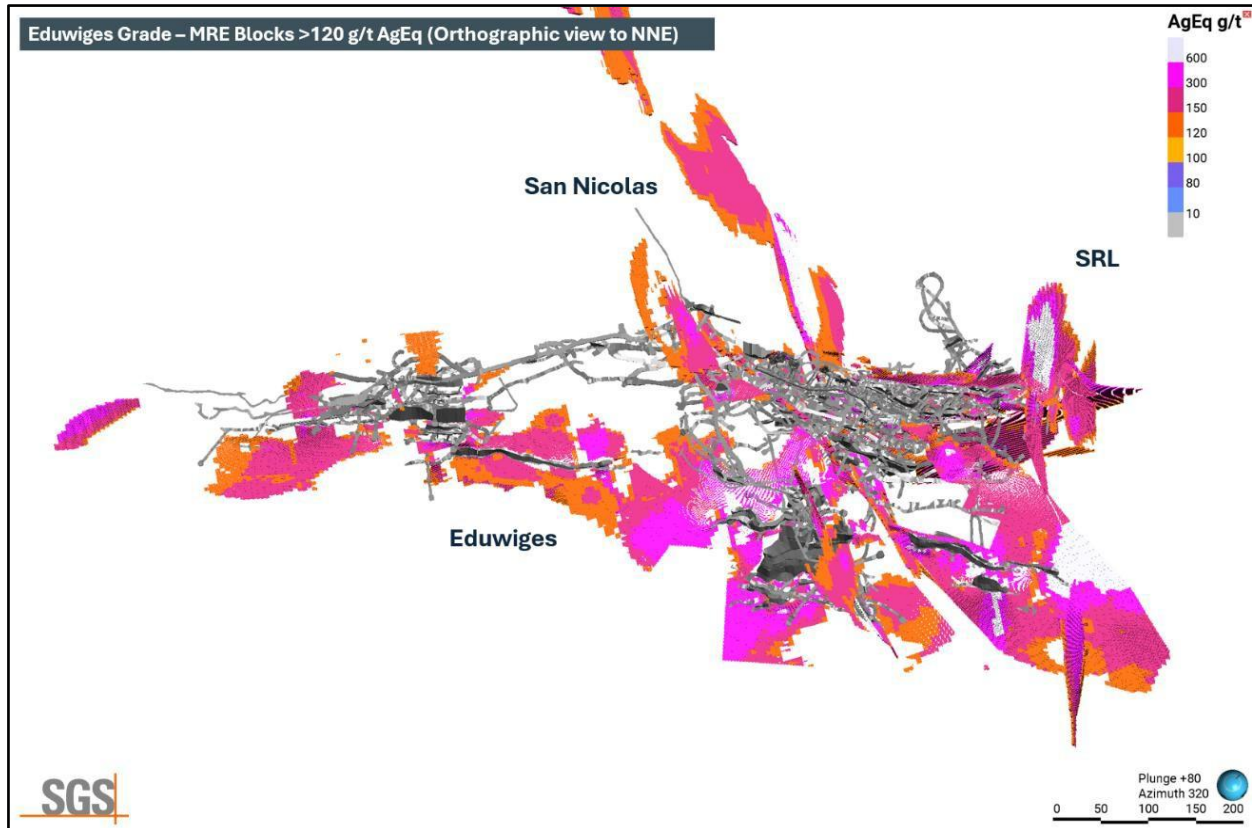 Eduwiges Grade – MRE Blocks >120 g/t AgEq (Orthographic view to NNE)
AgEq g/t
600
300
150
120
100
80
10
San Nicolas
SRL
Eduwiges
SGS
Plunge +80
Azimuth 320
0 50 100 150 200